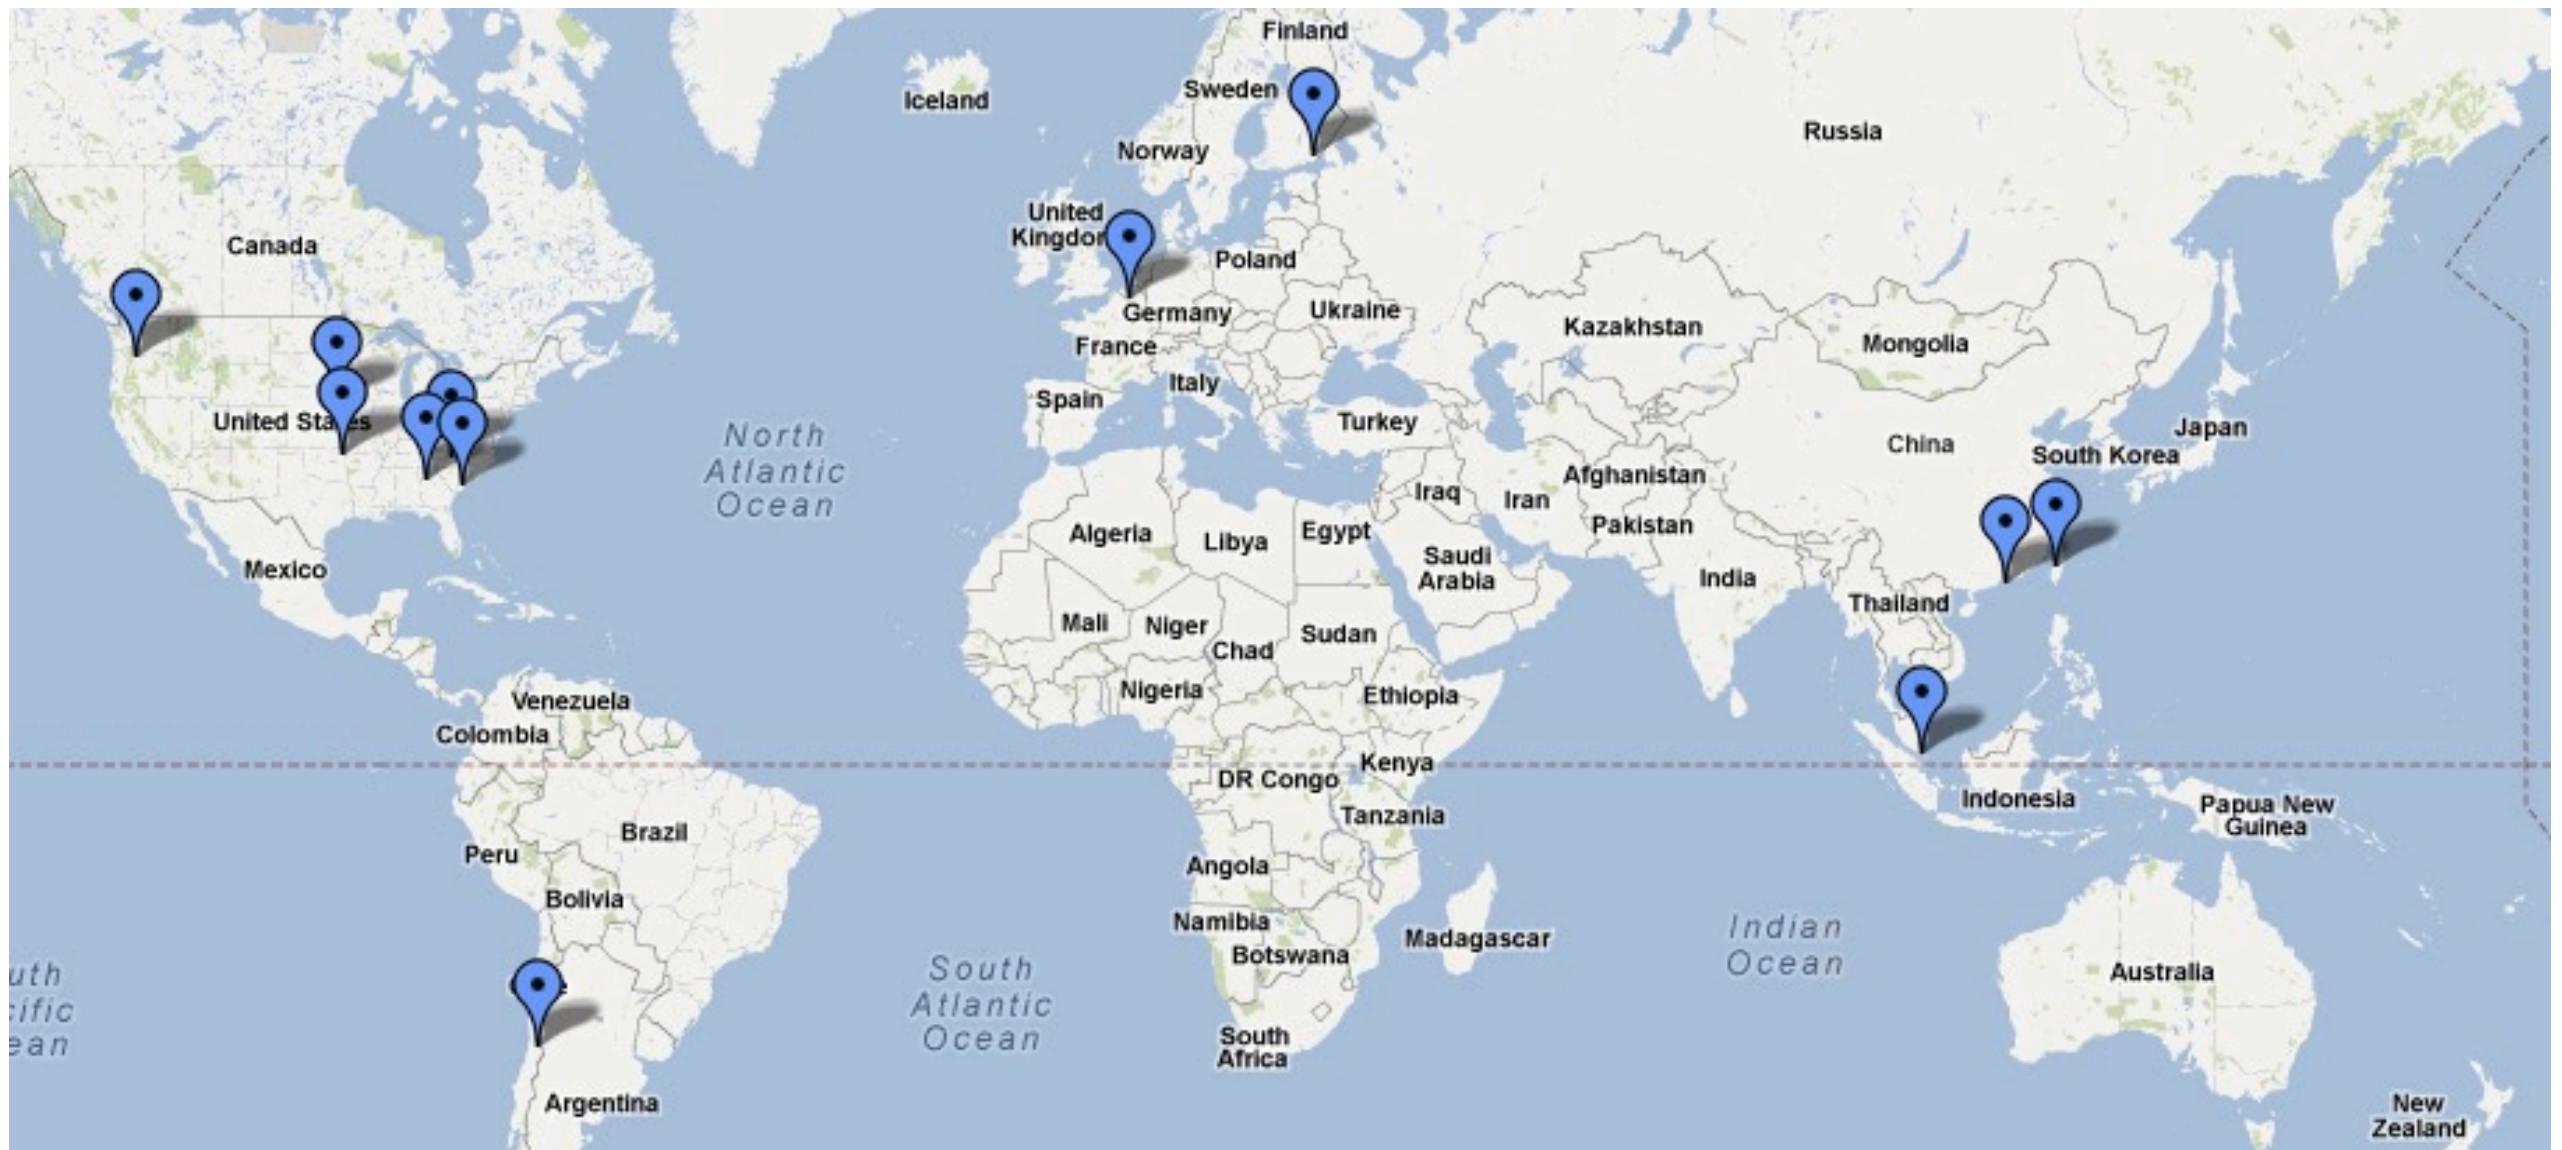 Finland
Sweden
Iceland
Russia
Norway
United
Canada
Poland
Germany
Ukraine
Kazakhstan
Mongolia
France
Italy
Spain
Turkey
United States
Japan
China
South Korea
North
Atlantic
Ocean
Afghanistan
Iraq
Iran
Pakistan
Algeria
Libya
Egypt
Saudi
Arabia
India
Mexico
Thailand
Mali
Niger
Sudan
Chad
Nigeria
Ethiopia
Venezuela
Colombia
Kenya
DR Congo
Indonesia
Papua New
Guinea
Tanzania
Brazil
Peru
Angola
Bolivia
Namibia
Madagascar
Indian
Ocean
Botswana
South
Atlantic
Ocean
Australia
uth
cific
ean
South
Africa
Argentina
New
Zealand